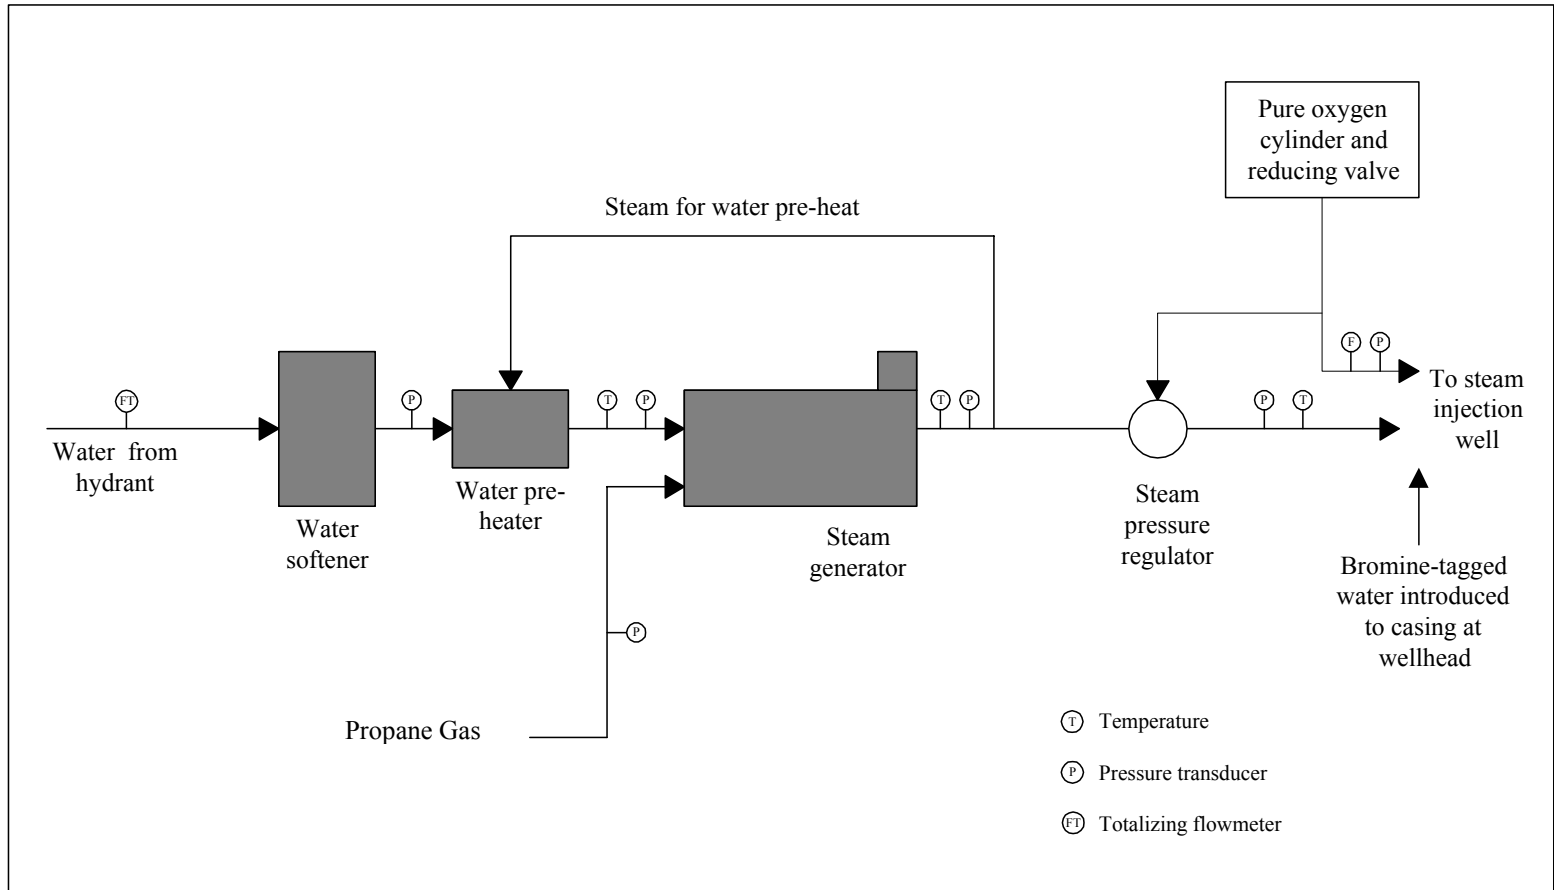 Pure oxygen
cylinder and
reducing valve
Steam for water pre-heat
FT
P
T
P
T
P
P
T
F
P
To steam
injection
well
Water from
hydrant
Water
softener
Water pre-
heater
Steam
generator
Steam
pressure
regulator
Bromine-tagged
water introduced
to casing at
wellhead
P
Propane Gas
T Temperature
P Pressure transducer
FT Totalizing flowmeter